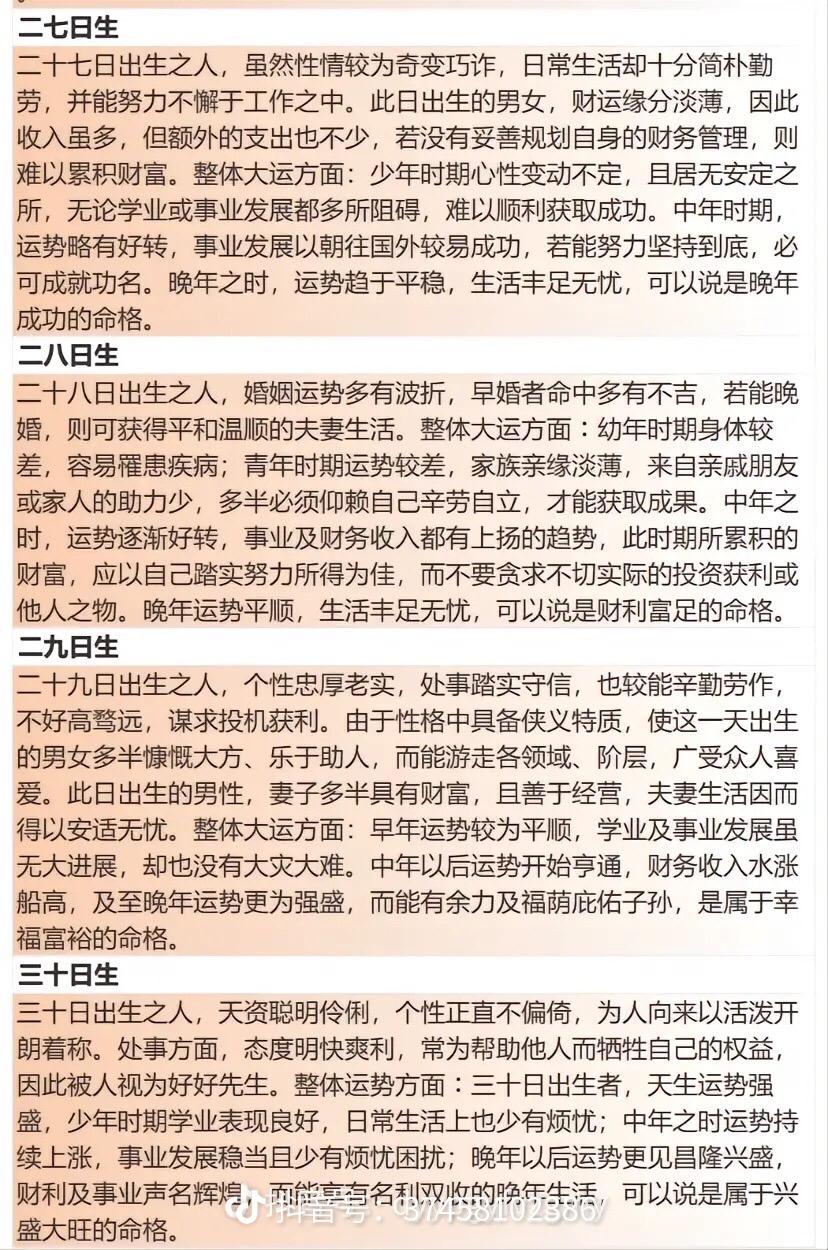 二七日生
二十七日出生之人，虽然性情较为奇变巧诈，日常生活却十分简朴勤
劳，并能努力不懈于工作之中。此日出生的男女，财运缘分淡薄，因此
收入虽多，但额外的支出也不少，若没有妥善规划自身的财务管理，则
难以累积财富。整体大运方面：少年时期心性变动不定，且居无安定之
所，无论学业或事业发展都多所阻碍，难以顺利获取成功。中年时期，
运势略有好转，事业发展以朝往国外较易成功，若能努力坚持到底，必
可成就功名。晚年之时，运势趋于平稳，生活丰足无忧，可以说是晚年
成功的命格。
二八日生
二十八日出生之人，婚姻运势多有波折，早婚者命中多有不吉，若能晚
婚，则可获得平和温顺的夫妻生活。整体大运方面：幼年时期身体较
差，容易罹患疾病；青年时期运势较差，家族亲缘淡薄，来自亲戚朋友
或家人的助力少，多半必须仰赖自己辛劳自立，才能获取成果。中年之
时，运势逐渐好转，事业及财务收入都有上扬的趋势，此时期所累积的
财富，应以自己踏实努力所得为佳，而不要贪求不切实际的投资获利或
他人之物。晚年运势平顺，生活丰足无忧，可以说是财利富足的命格。
二九日生
二十九日出生之人，个性忠厚老实，处事踏实守信，也较能辛勤劳作，
不好高骛远，谋求投机获利。由于性格中具备侠义特质，使这一天出生
的男女多半慷慨大方、乐于助人，而能游走各领域、阶层，广受众人喜
爱。此日出生的男性，妻子多半具有财富，且善于经营，夫妻生活因而
得以安适无忧。整体大运方面：早年运势较为平顺，学业及事业发展虽
无大进展，却也没有大灾大难。中年以后运势开始亨通，财务收入水涨
船高，及至晚年运势更为强盛，而能有余力及福荫庇佑子孙，是属于幸
福富裕的命格。
三十日生
三十日出生之人，天资聪明伶俐，个性正直不偏倚，为人向来以活泼开
朗着称。处事方面，态度明快爽利，常为帮助他人而牺牲自己的权益，
因此被人视为好好先生。整体运势方面：三十日出生者，天生运势强
盛，少年时期学业表现良好，日常生活上也少有烦忧；中年之时运势持
续上涨，事业发展稳当且少有烦忧困扰；晚年以后运势更见昌隆兴盛，
财利及事业声名辉煌，而能享有名利双收的晚年生活，可以说是属于兴
抖音号：37458102386
盛大旺的命格。